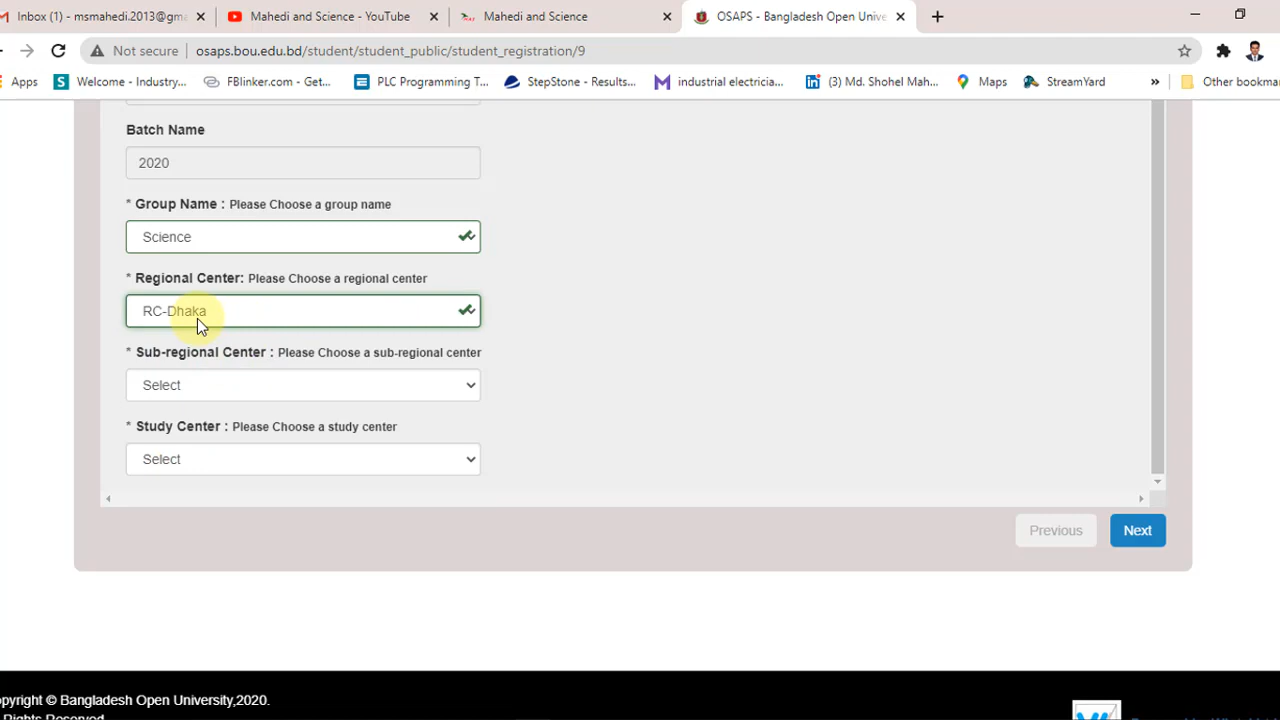 Inbox (1) - msmahedi.2013@gma
Mahedi and Science - YouTube
Mahedi and Science
OSAPS - Bangladesh Open Unive
Not secure
osaps.bou.edu.bd/student/student_public/student_registration/9
Apps
Welcome - Industry...
FBlinker.com - Get...
PLC Programming T...
StepStone - Results...
industrial electricia...
(3) Md. Shohel Mah...
Maps
StreamYard
»
Other bookmar
Batch Name
2020
* Group Name : Please Choose a group name
Science
* Regional Center: Please Choose a regional center
RC-Dhaka
* Sub-regional Center : Please Choose a sub-regional center
Select
* Study Center : Please Choose a study center
Select
Previous
Next
opyright © Bangladesh Open University,2020.
Rights Reserved